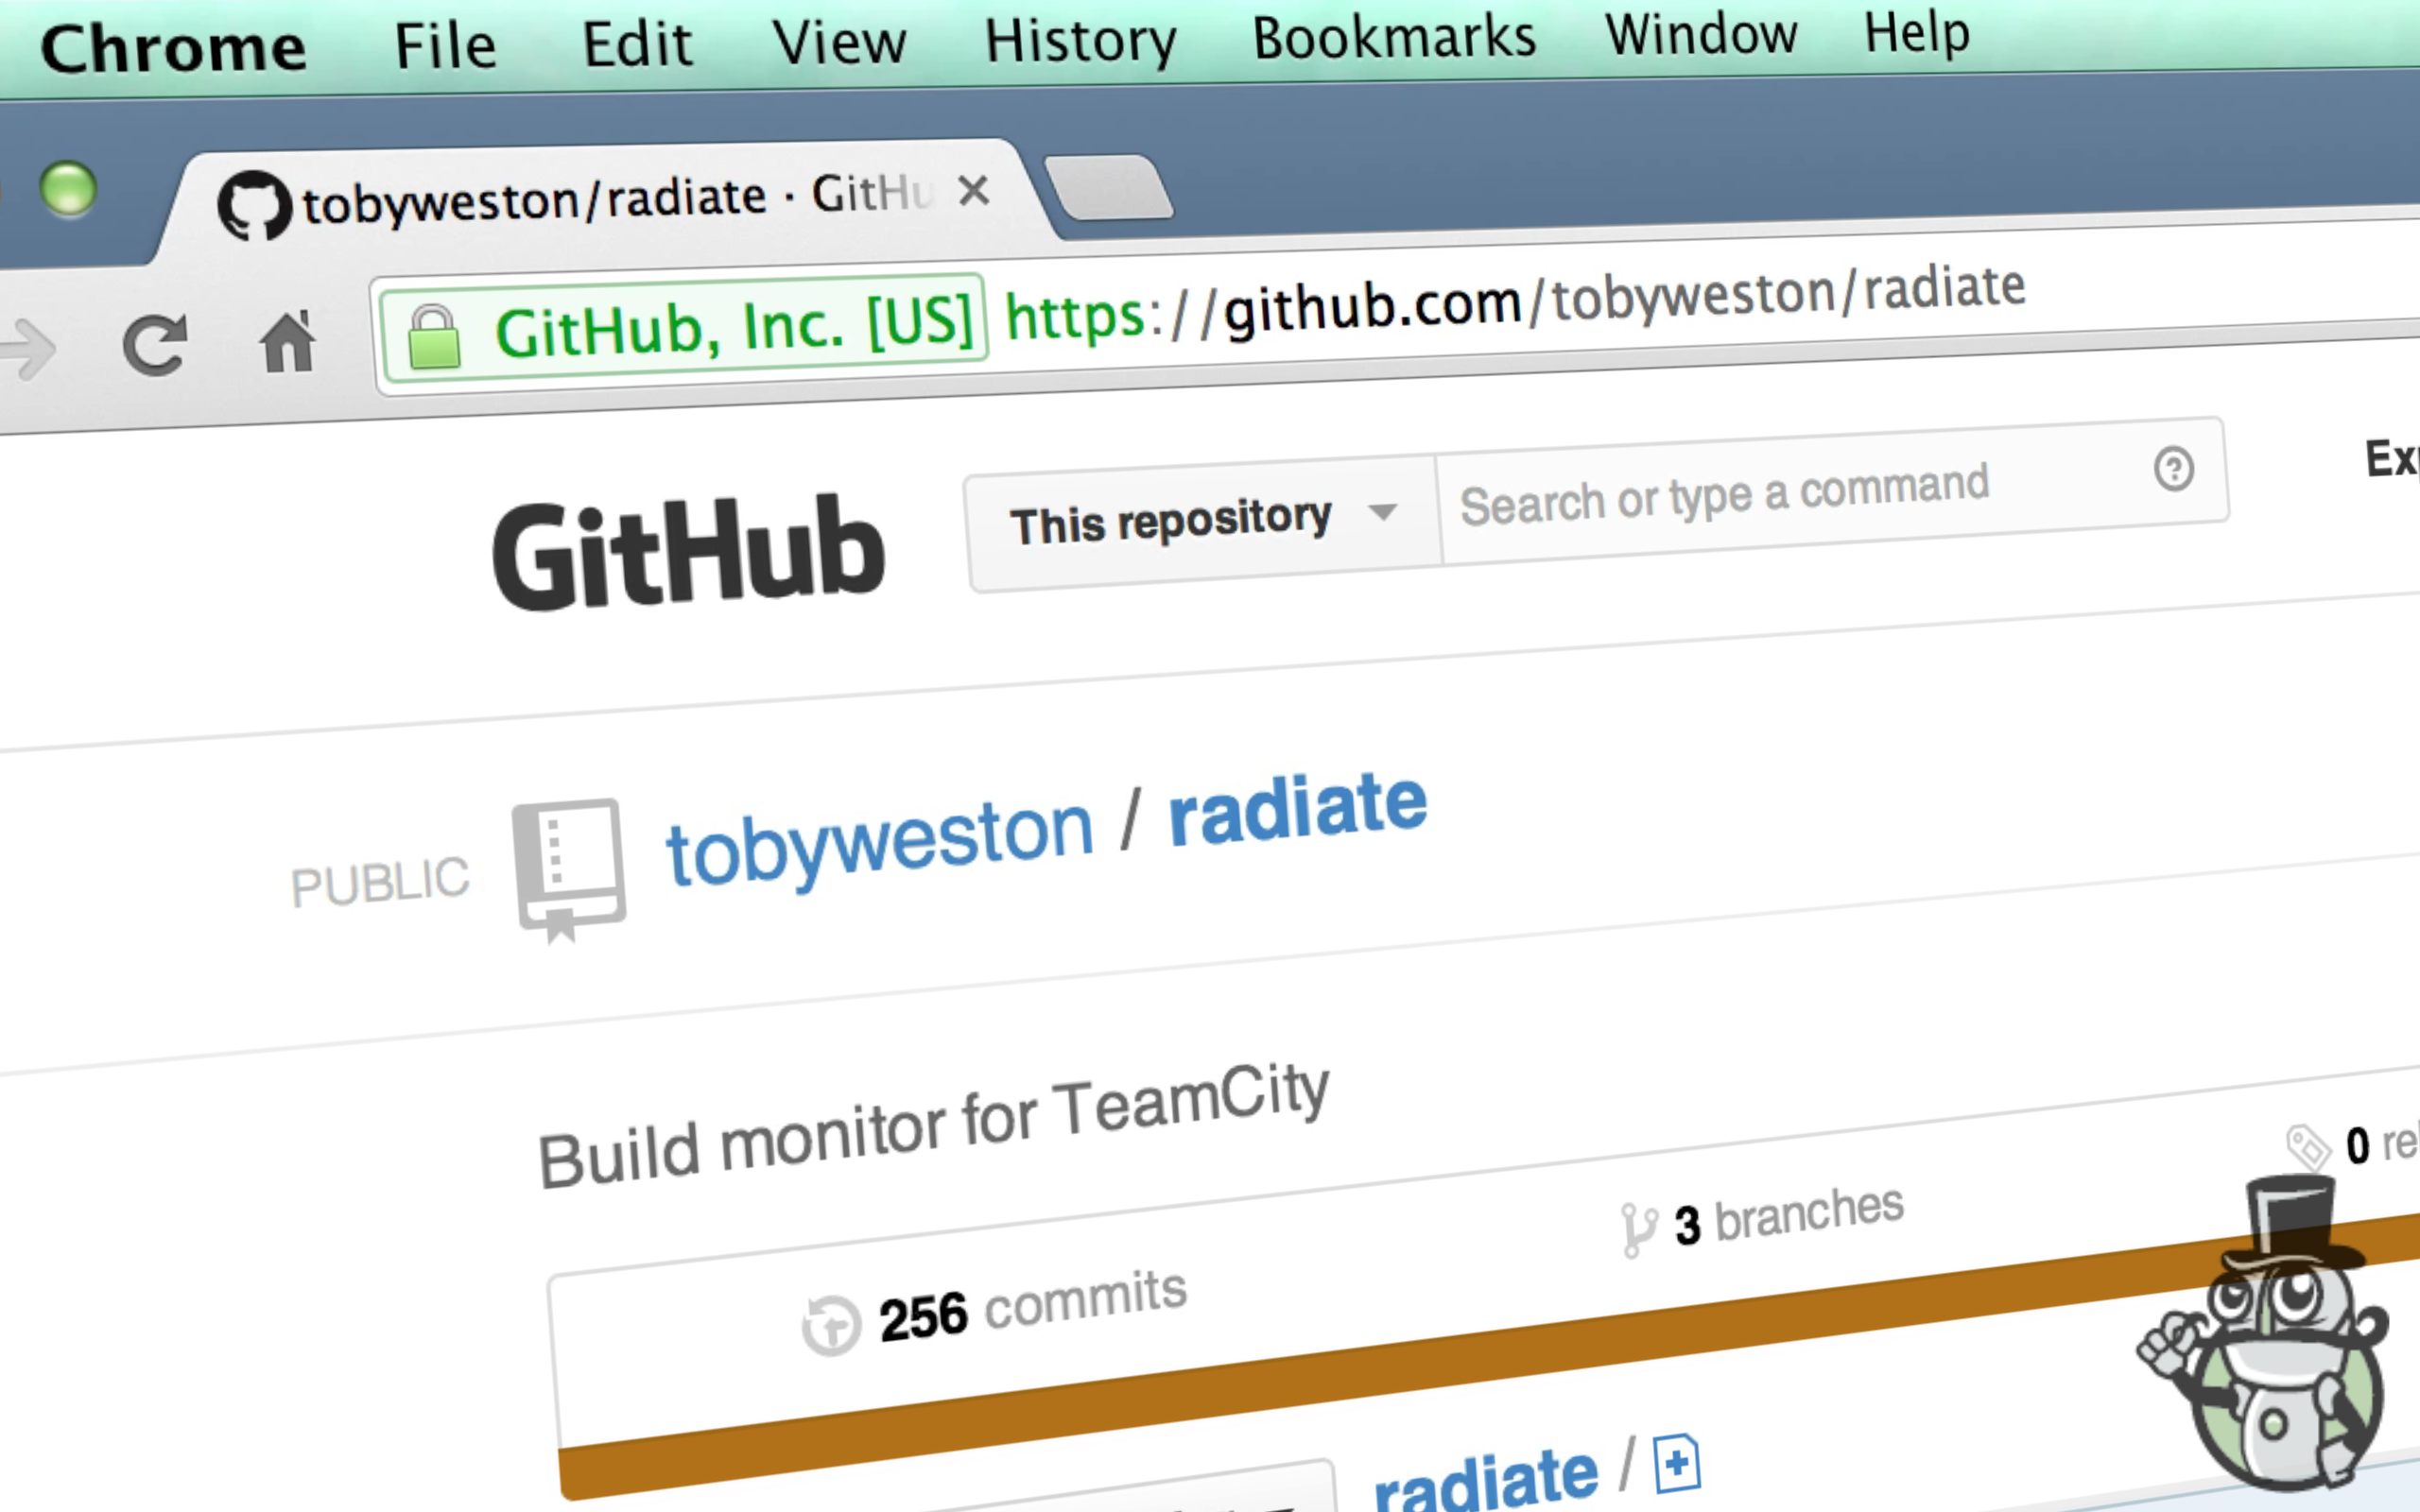 Chrome File Edit View History Bookmarks Window Help
tobyweston/radiate · GitHu
GitHub, Inc. [US] https://github.com/tobyweston/radiate
GitHub This repository Search or type a command
PUBLIC tobyweston / radiate
Build monitor for TeamCity
256 commits 3 branches 0
radiate /